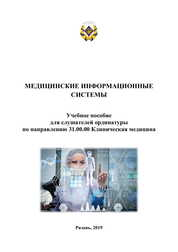 МЕДИЦИНСКИЕ ИНФОРМАЦИОННЫЕ
СИСТЕМЫ
Учебное пособие
для слушателей ординатуры
по направлению 31.00.00 Клиническая медицина
Рязань, 2019